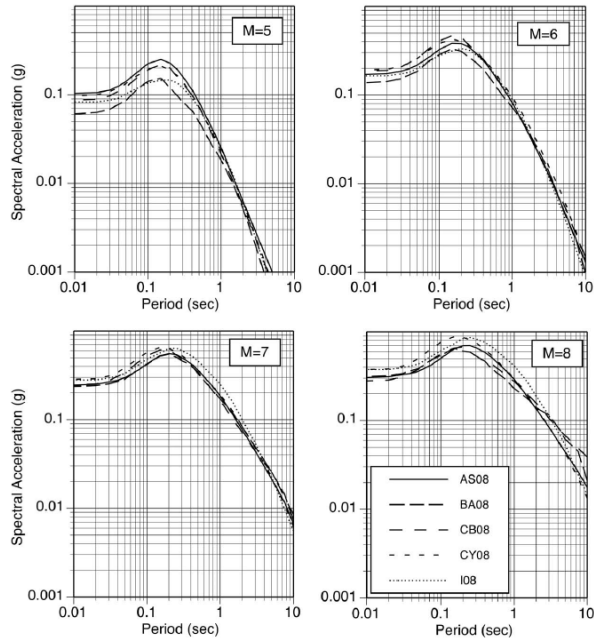 M=5
Spectral Acceleration (g)
0.1
0.01
0.001
0.01 0.1 1 10
Period (sec)
M=6
0.1
0.01
0.001
0.01 0.1 1 10
Period (sec)
M=7
Spectral Acceleration (g)
0.1
0.01
0.001
0.01 0.1 1 10
Period (sec)
M=8
0.1
0.01
0.001
AS08
BA08
CB08
CY08
I08
0.01 0.1 1 10
Period (sec)